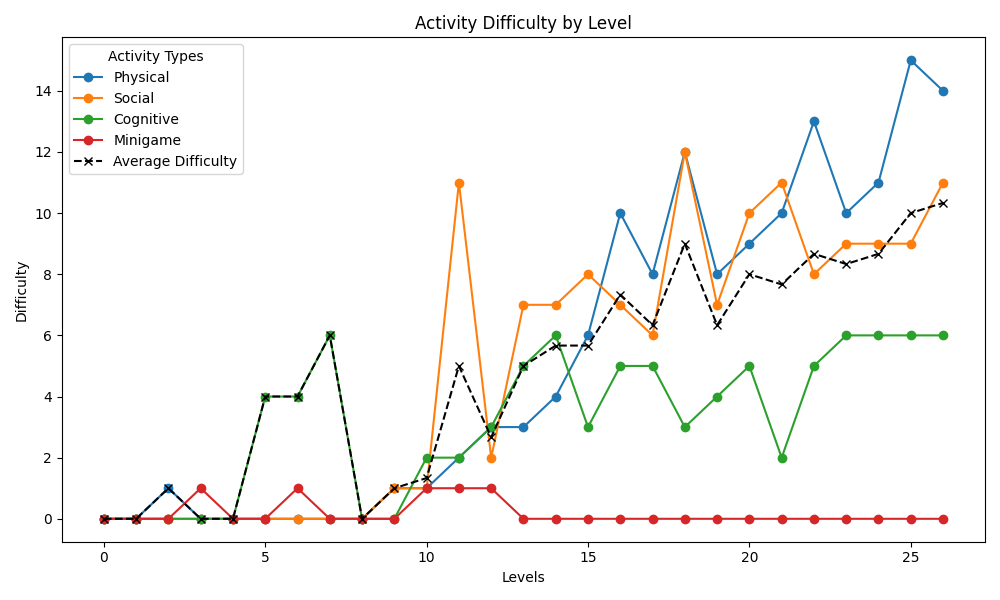 Activity Difficulty by Level
Activity Types
Physical
Social
Cognitive
Minigame
Average Difficulty
Difficulty
14
12
10
8
6
4
2
0
0 5 10 15 20 25
Levels